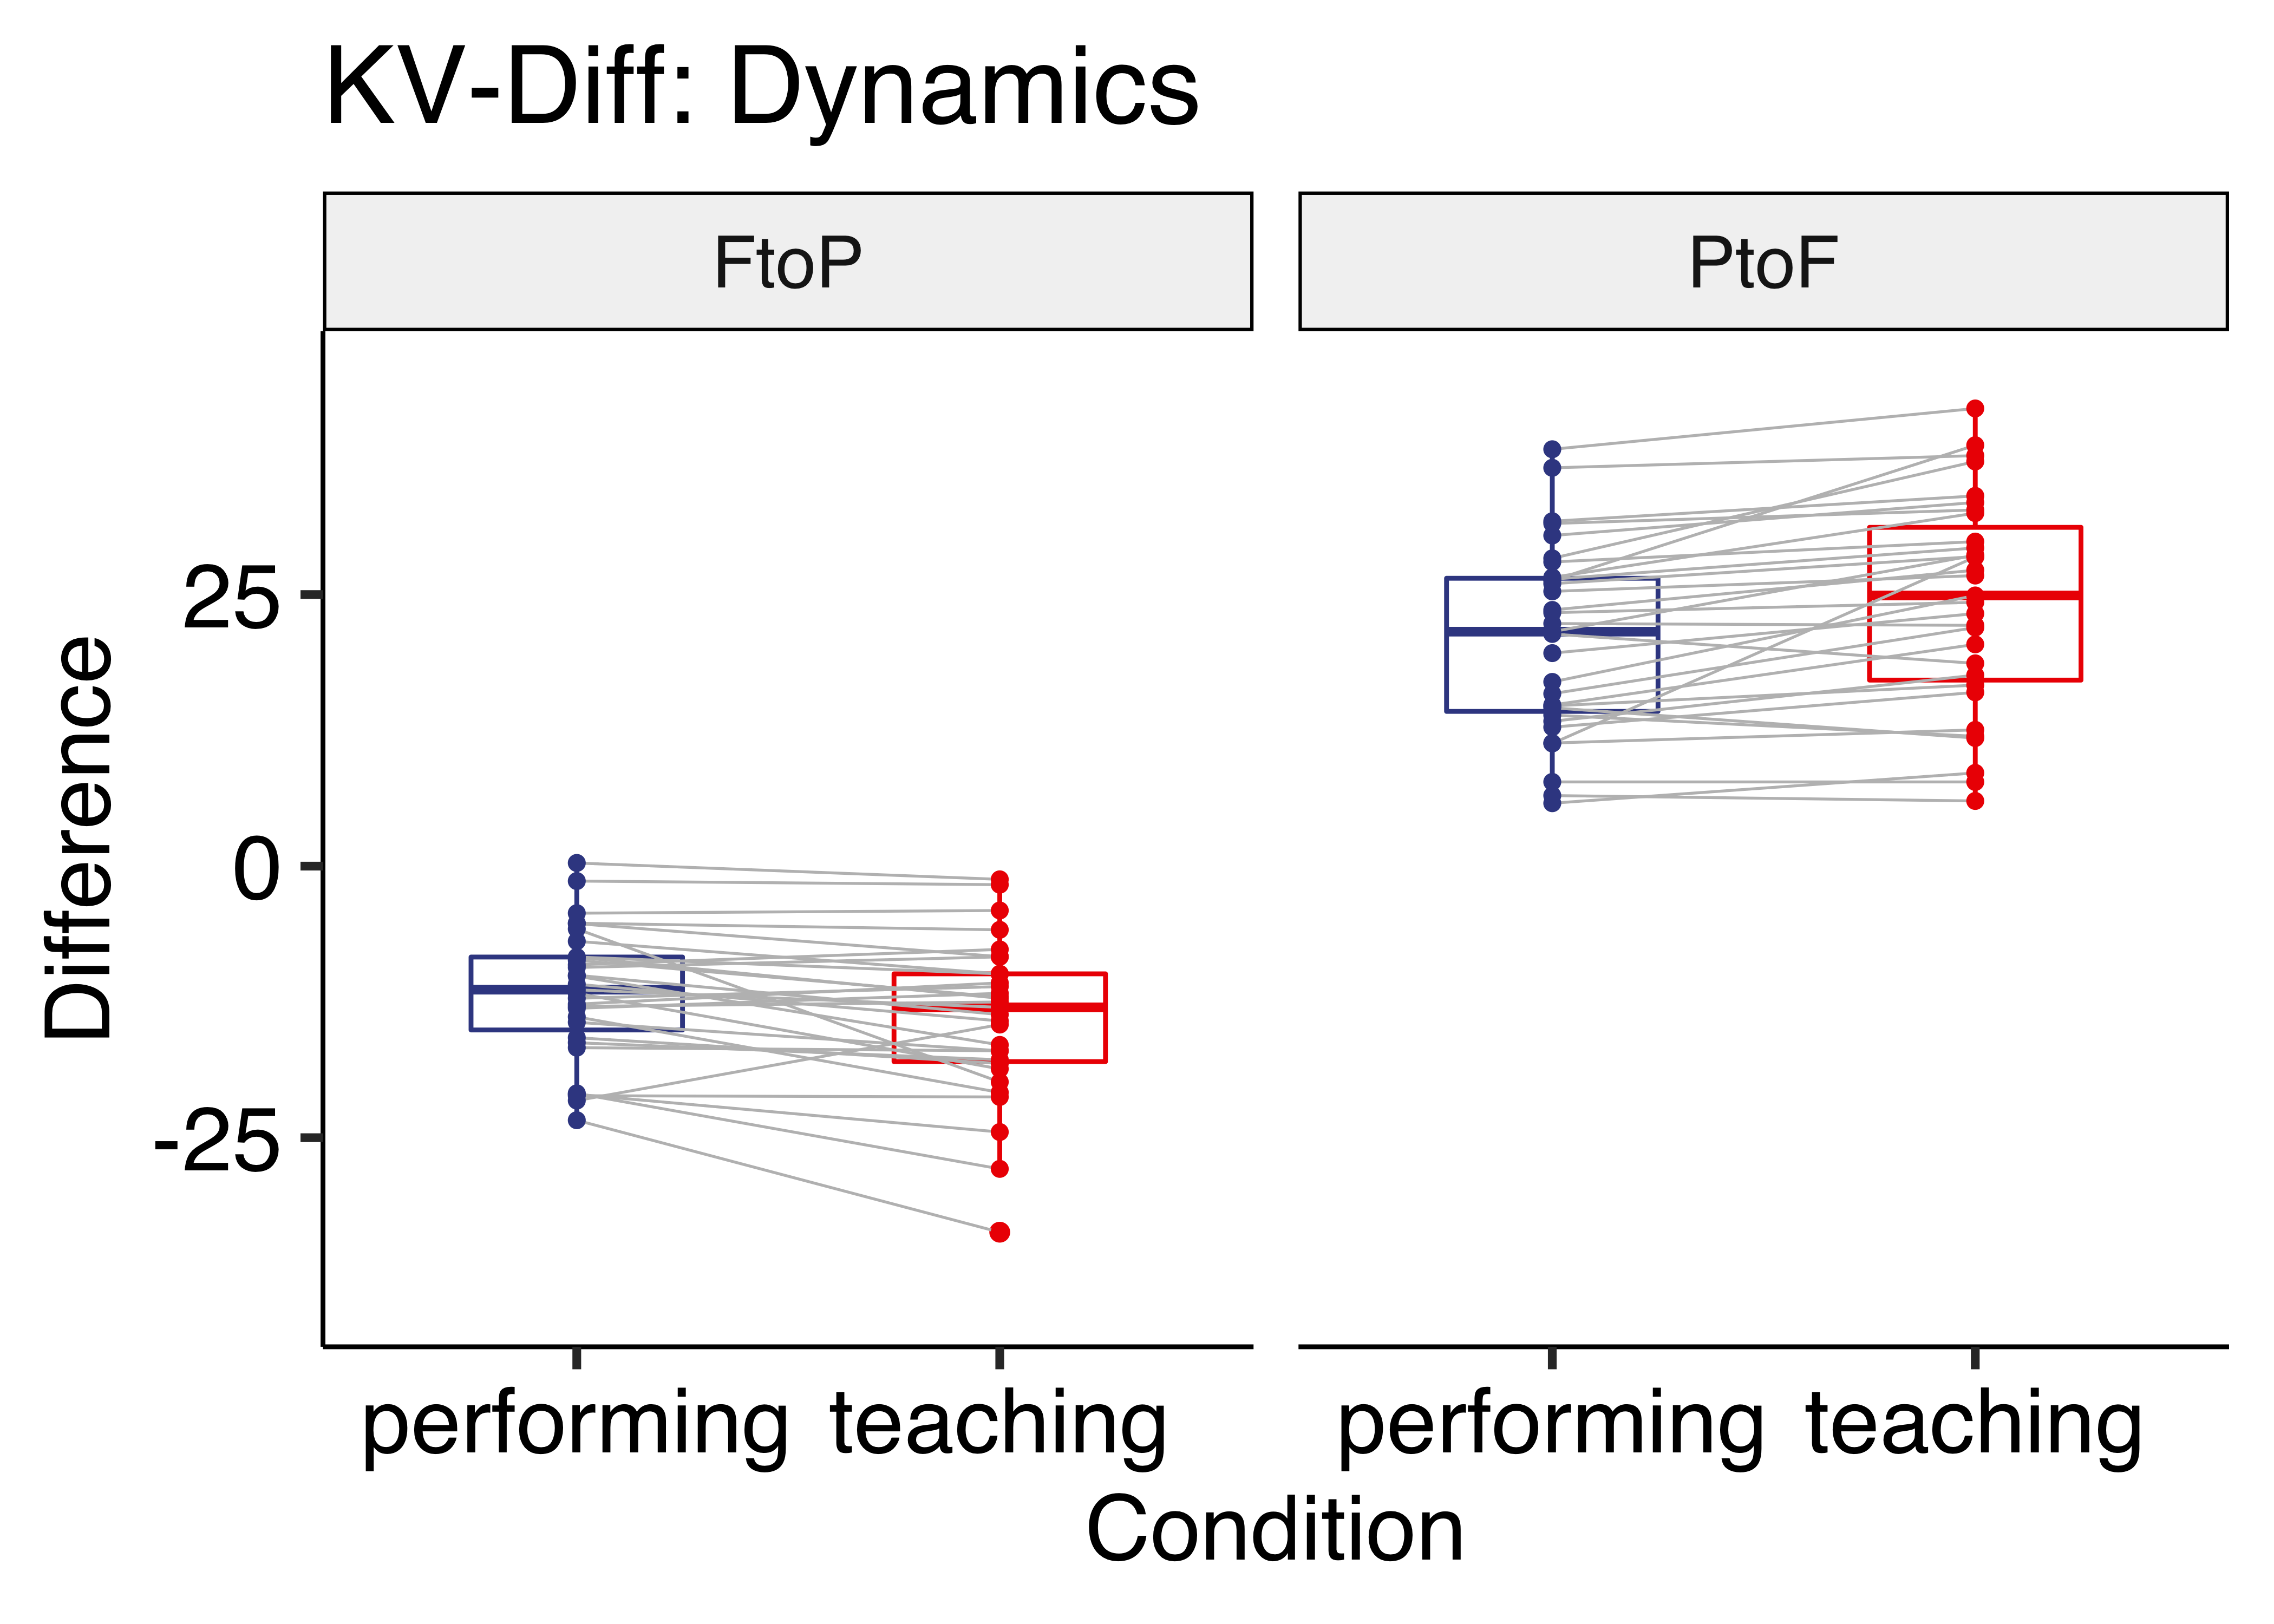 KV-Diff: Dynamics
FtoP
PtoF
Difference
25
0
-25
performing teaching
performing teaching
Condition